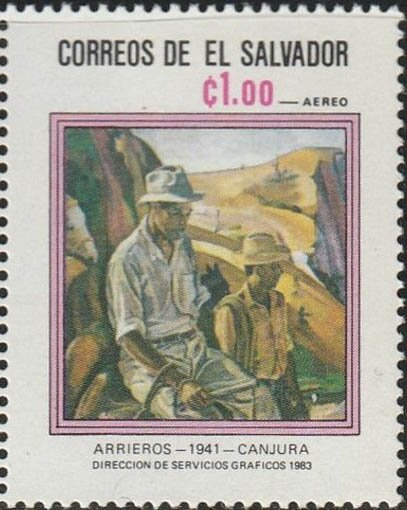 CORREOS DE EL SALVADOR
₡1.00 — AEREO
ARRIEROS — 1941 — CANJURA
DIRECCION DE SERVICIOS GRAFICOS 1983